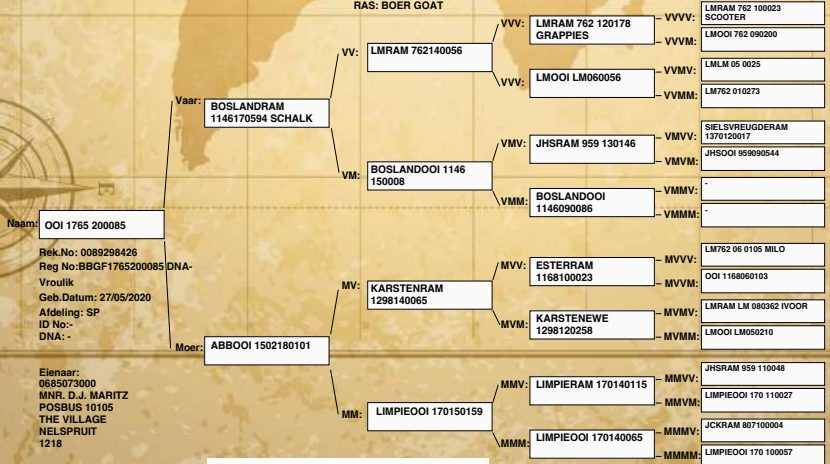 RAS: BOER GOAT
Naam: OOI 1765 200085
Rek.No: 0089298426
Reg No:BBGF1765200085 DNA-
Vroulik
Geb.Datum: 27/05/2020
Afdeling: SP
ID No:-
DNA: -
Eienaar:
0685073000
MNR. D.J. MARITZ
POSBUS 10105
THE VILLAGE
NELSPRUIT
1218
Vaar: BOSLANDRAM
1146170594 SCHALK
Moer: ABBOOI 1502180101
VV: LMRAM 762140056
VM: BOSLANDOOI 1146
150008
MV: KARSTENRAM
1298140065
MM: LIMPIEOOI 170150159
VVV: LMRAM 762 120178
GRAPPIES
VVV: LMOOI LM060056
VMV: JHSRAM 959 130146
VMM: BOSLANDOOI
1146090086
MVV: ESTERRAM
1168100023
MVM: KARSTENEWE
1298120258
MMV: LIMPIERAM 170140115
MMM: LIMPIEOOI 170140065
VVVV: LMRAM 762 100023
SCOOTER
VVVM: LMOOI 762 090200
VVMV: LMLM 05 0025
VVMM: LM762 010273
VMVV: SIELSVREUGDERAM
1370120017
VMVM: JHSOOI 959090544
VMMV: -
VMMM: -
MVVV: LM762 06 0105 MILO
MVVM: OOI 1168060103
MVMV: LMRAM LM 080362 IVOOR
MVMM: LMOOI LM050210
MMVV: JHSRAM 959 110048
MMVM: LIMPIEOOI 170 110027
MMMV: JCKRAM 807100004
MMMM: LIMPIEOOI 170 100057
E